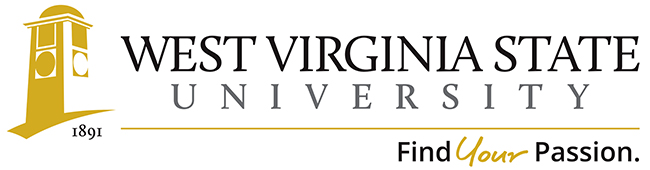 WEST VIRGINIA STATE
UNIVERSITY
1891
Find Your Passion.